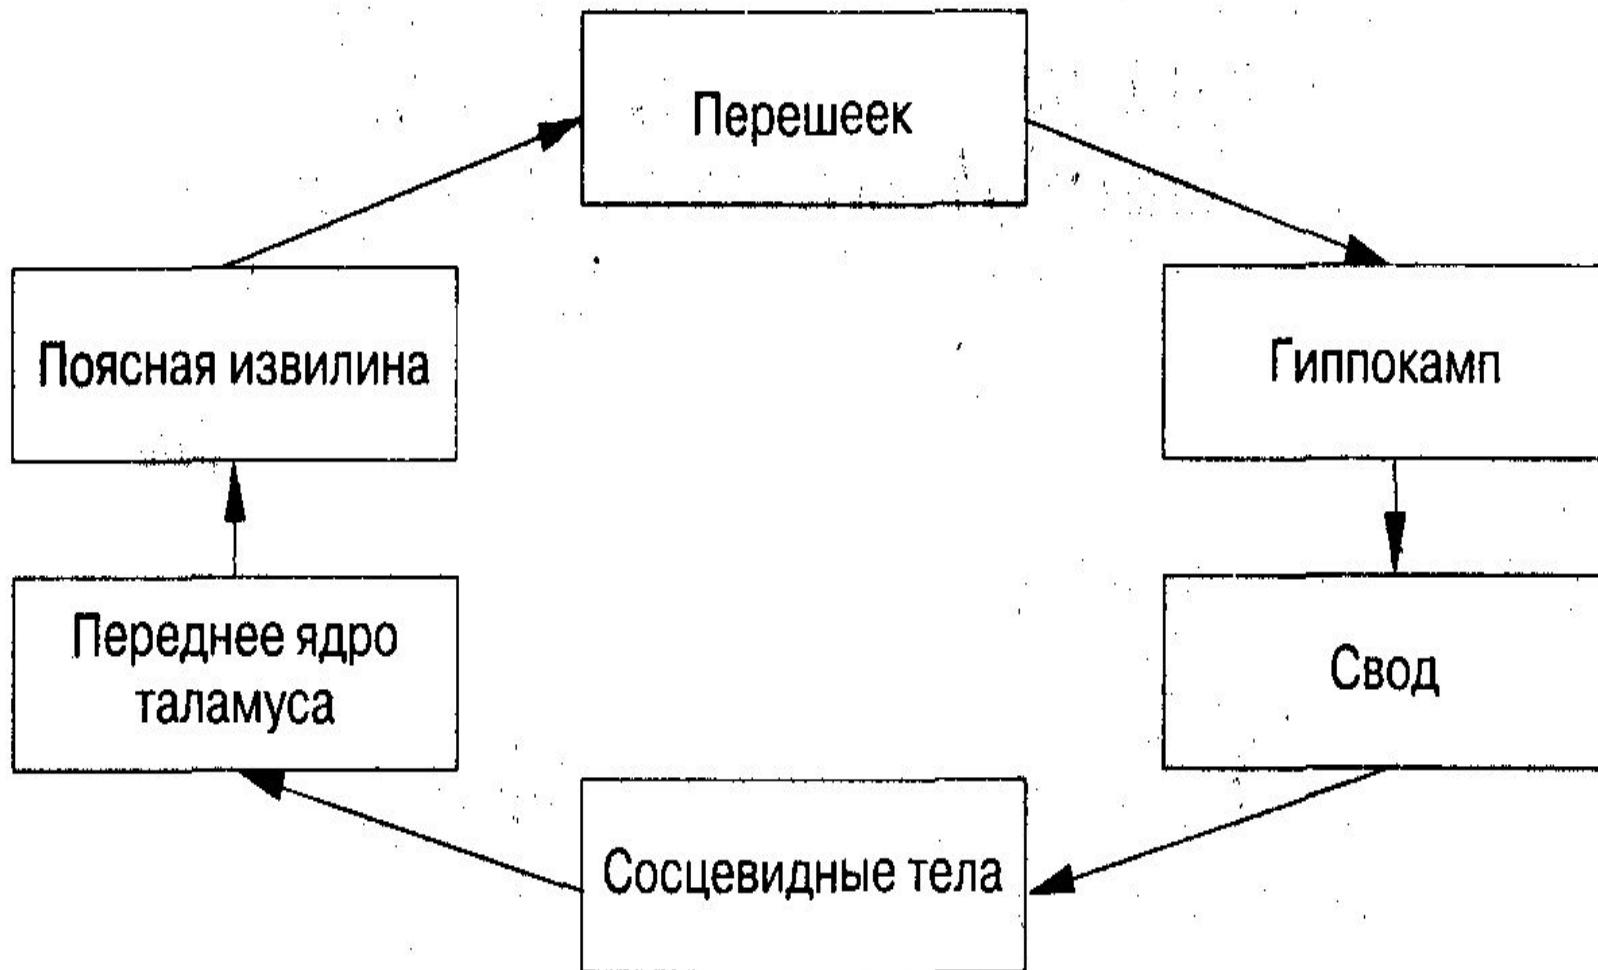 Перешеек
Поясная извилина
Гиппокамп
Переднее ядро
таламуса
Свод
Сосцевидные тела